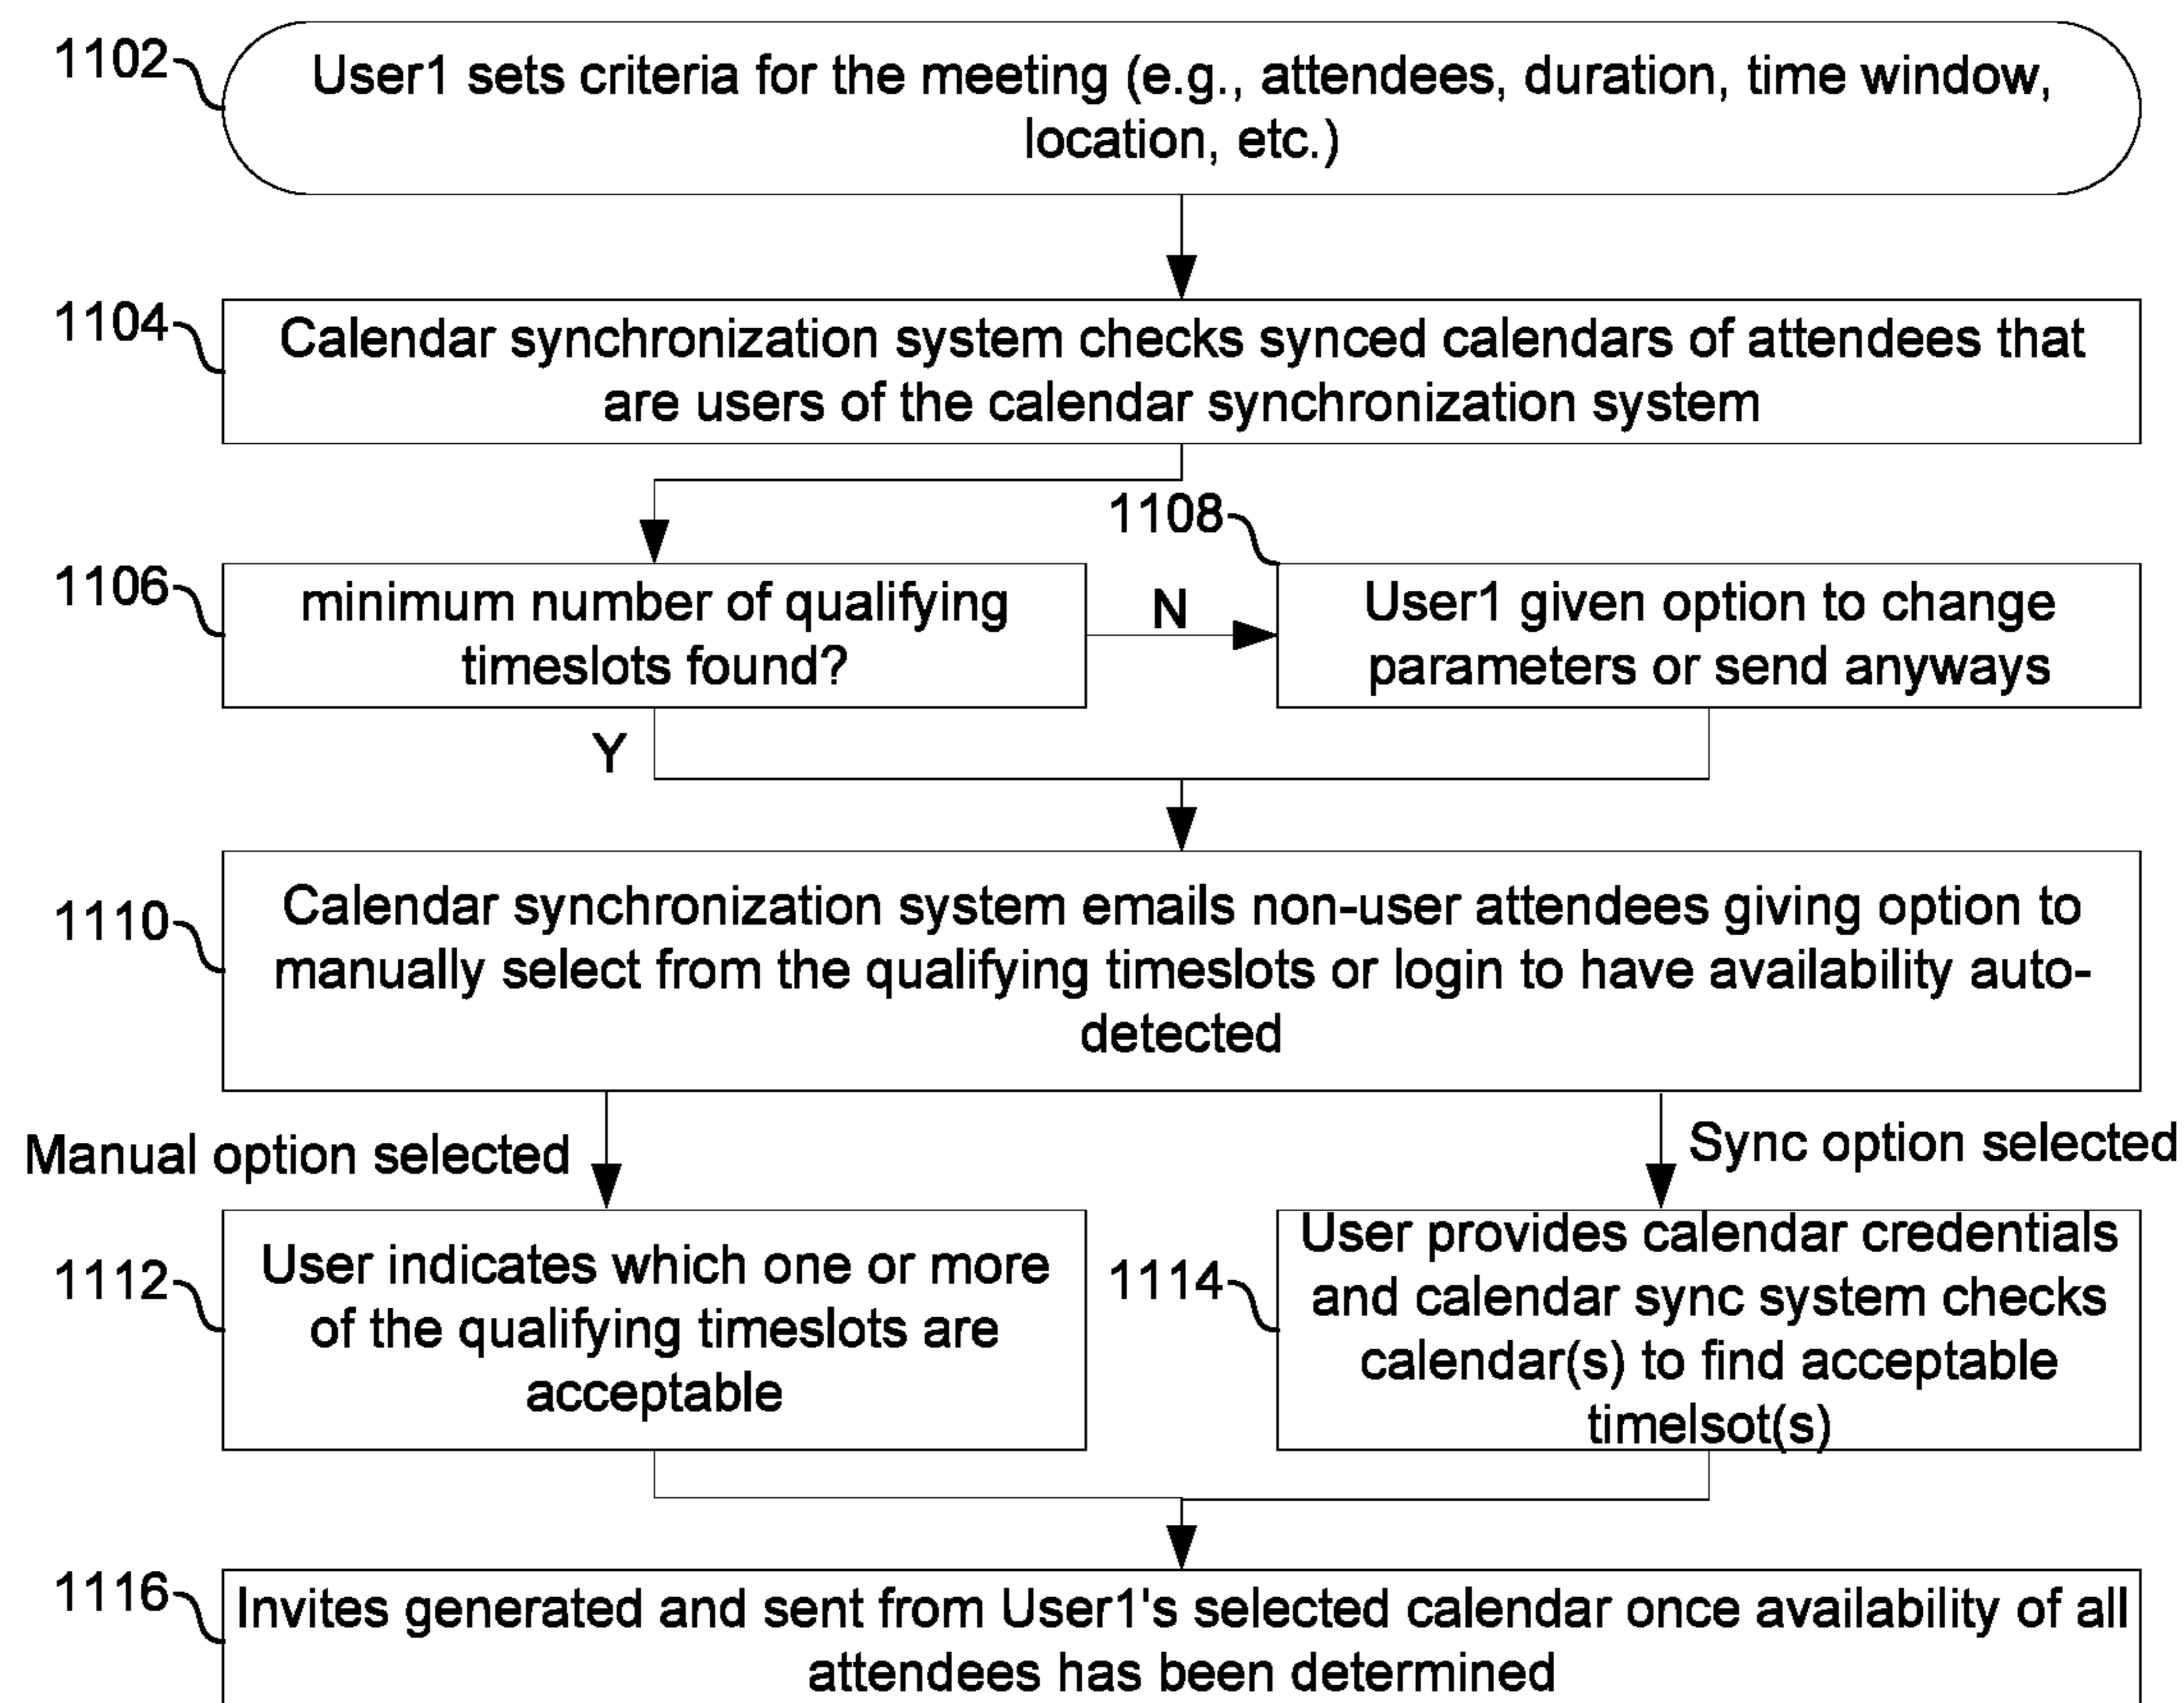 1102
User1 sets criteria for the meeting (e.g., attendees, duration, time window,
location, etc.)
1104
Calendar synchronization system checks synced calendars of attendees that
are users of the calendar synchronization system
1106
minimum number of qualifying
timeslots found?
N
1108
User1 given option to change
parameters or send anyways
Y
1110
Calendar synchronization system emails non-user attendees giving option to
manually select from the qualifying timeslots or login to have availability auto-
detected
Manual option selected
Sync option selected
1112
User indicates which one or more
of the qualifying timeslots are
acceptable
1114
User provides calendar credentials
and calendar sync system checks
calendar(s) to find acceptable
timelsot(s)
1116
Invites generated and sent from User1's selected calendar once availability of all
attendees has been determined